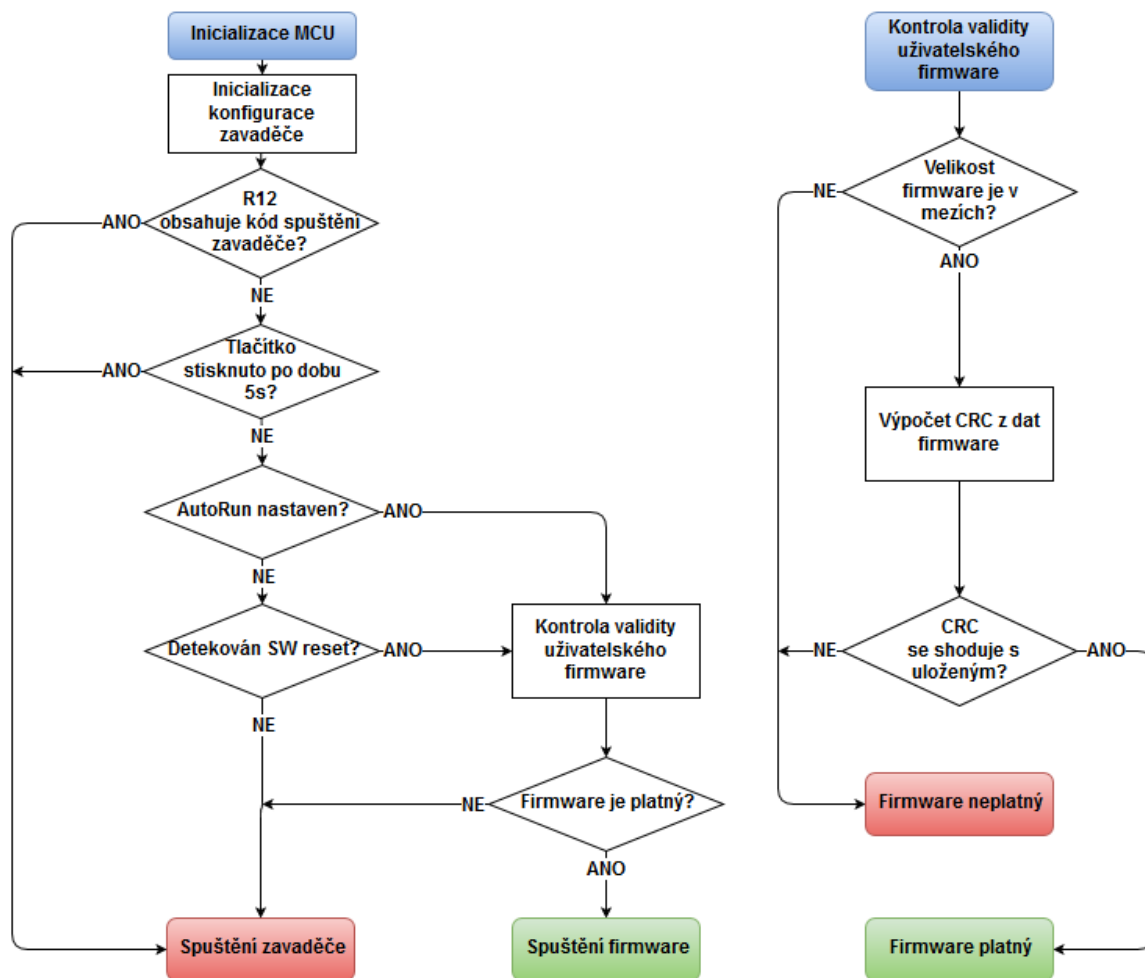 Inicializace MCU
Inicializace
konfigurace
zavaděče
R12
obsahuje kód spuštění
zavaděče?
ANO
NE
Tlačítko
stisknuto po dobu
5s?
ANO
NE
AutoRun nastaven?
ANO
NE
Detekován SW reset?
ANO
NE
Kontrola validity
uživatelského
firmware
Firmware je platný?
NE
ANO
Spuštění zavaděče
Spuštění firmware
Kontrola validity
uživatelského
firmware
Velikost
firmware je v
mezích?
NE
ANO
Výpočet CRC z dat
firmware
CRC
se shoduje s
uloženým?
NE
ANO
Firmware neplatný
Firmware platný